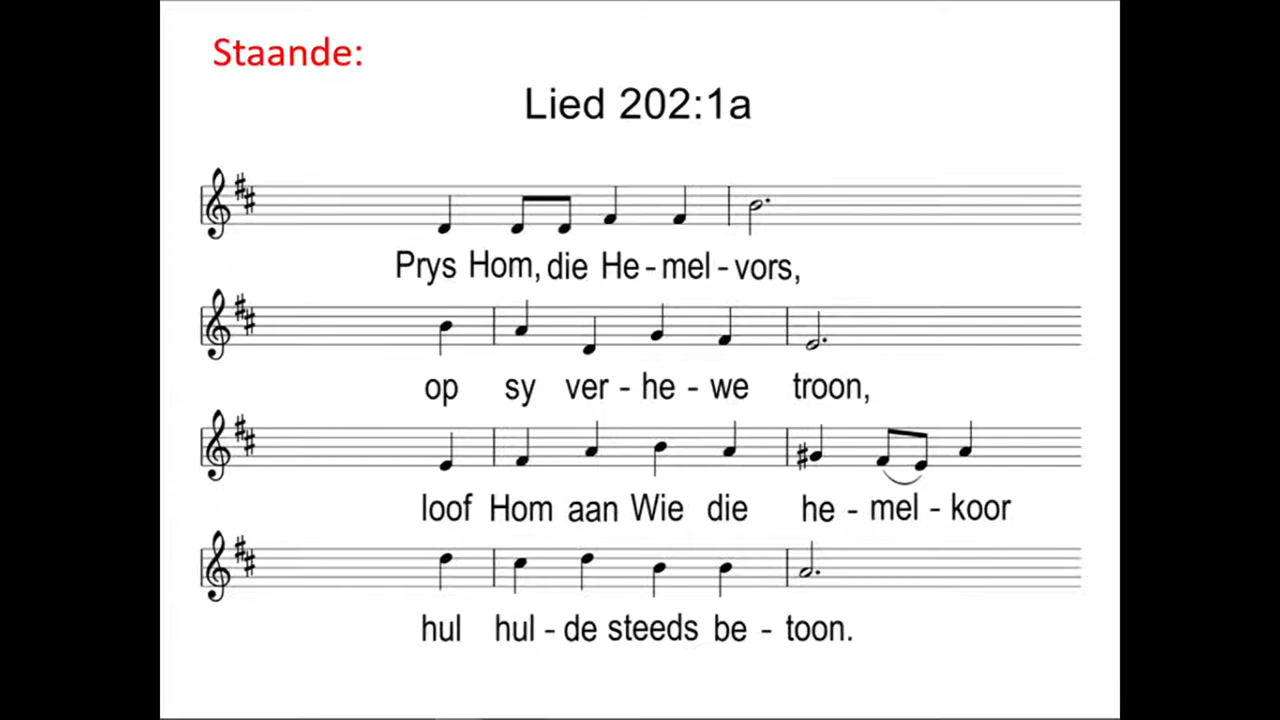 Staande:
Lied 202:1a
Prys Hom, die He - mel - vors,
op sy ver - he - we troon,
loof Hom aan Wie die he - mel - koor
hul hul - de steeds be - toon.